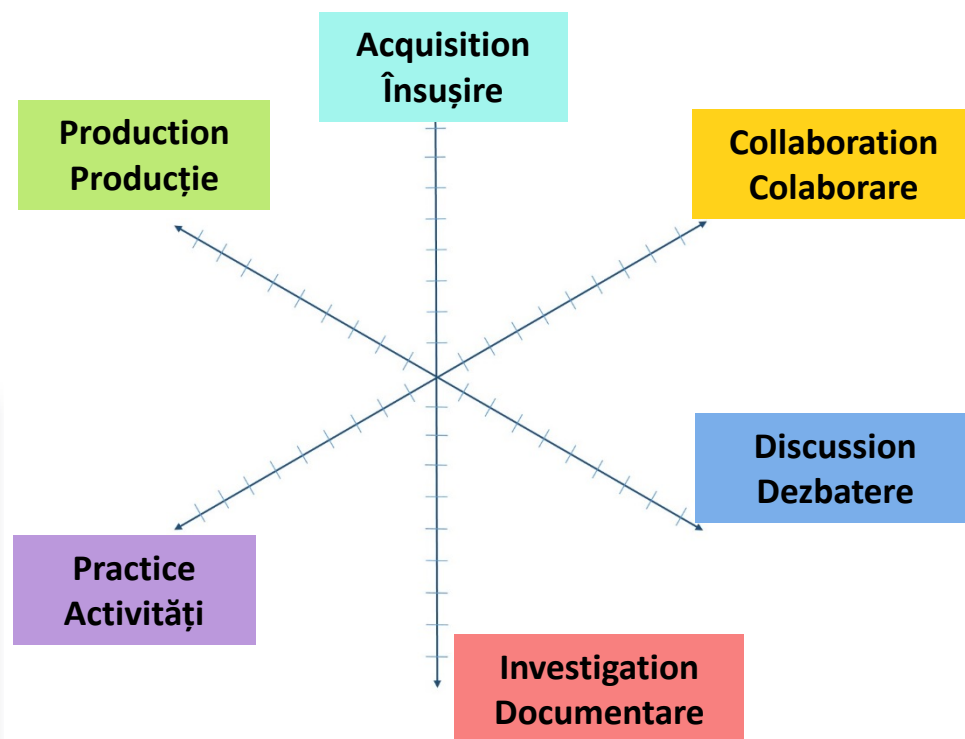 Acquisition
Însușire
Production
Producție
Collaboration
Colaborare
Discussion
Dezbatere
Practice
Activități
Investigation
Documentare